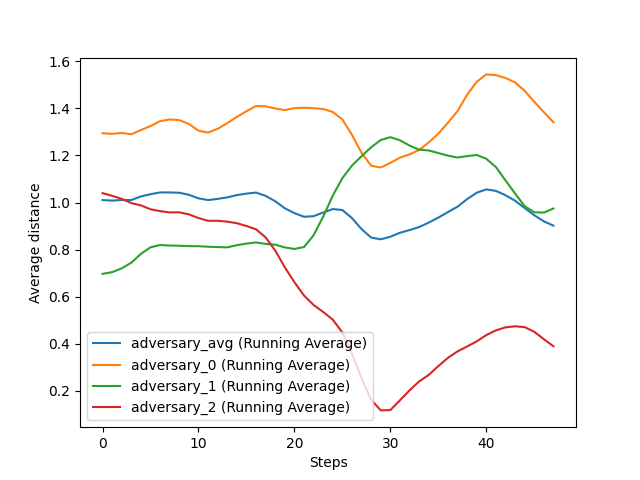 1.6
1.4
1.2
1.0
0.8
0.6
0.4
0.2
Average distance
adversary_avg (Running Average)
adversary_0 (Running Average)
adversary_1 (Running Average)
adversary_2 (Running Average)
0 10 20 30 40
Steps